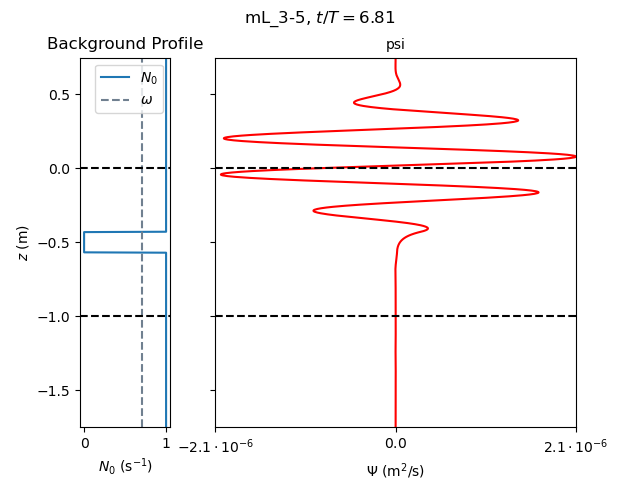 mL_3-5, t/T = 6.81
Background Profile
psi
N₀
ω
0.5
0.0
−0.5
−1.0
−1.5
z (m)
0
1
N₀ (s⁻¹)
−2.1 · 10⁻⁶
0.0
2.1 · 10⁻⁶
Ψ (m²/s)